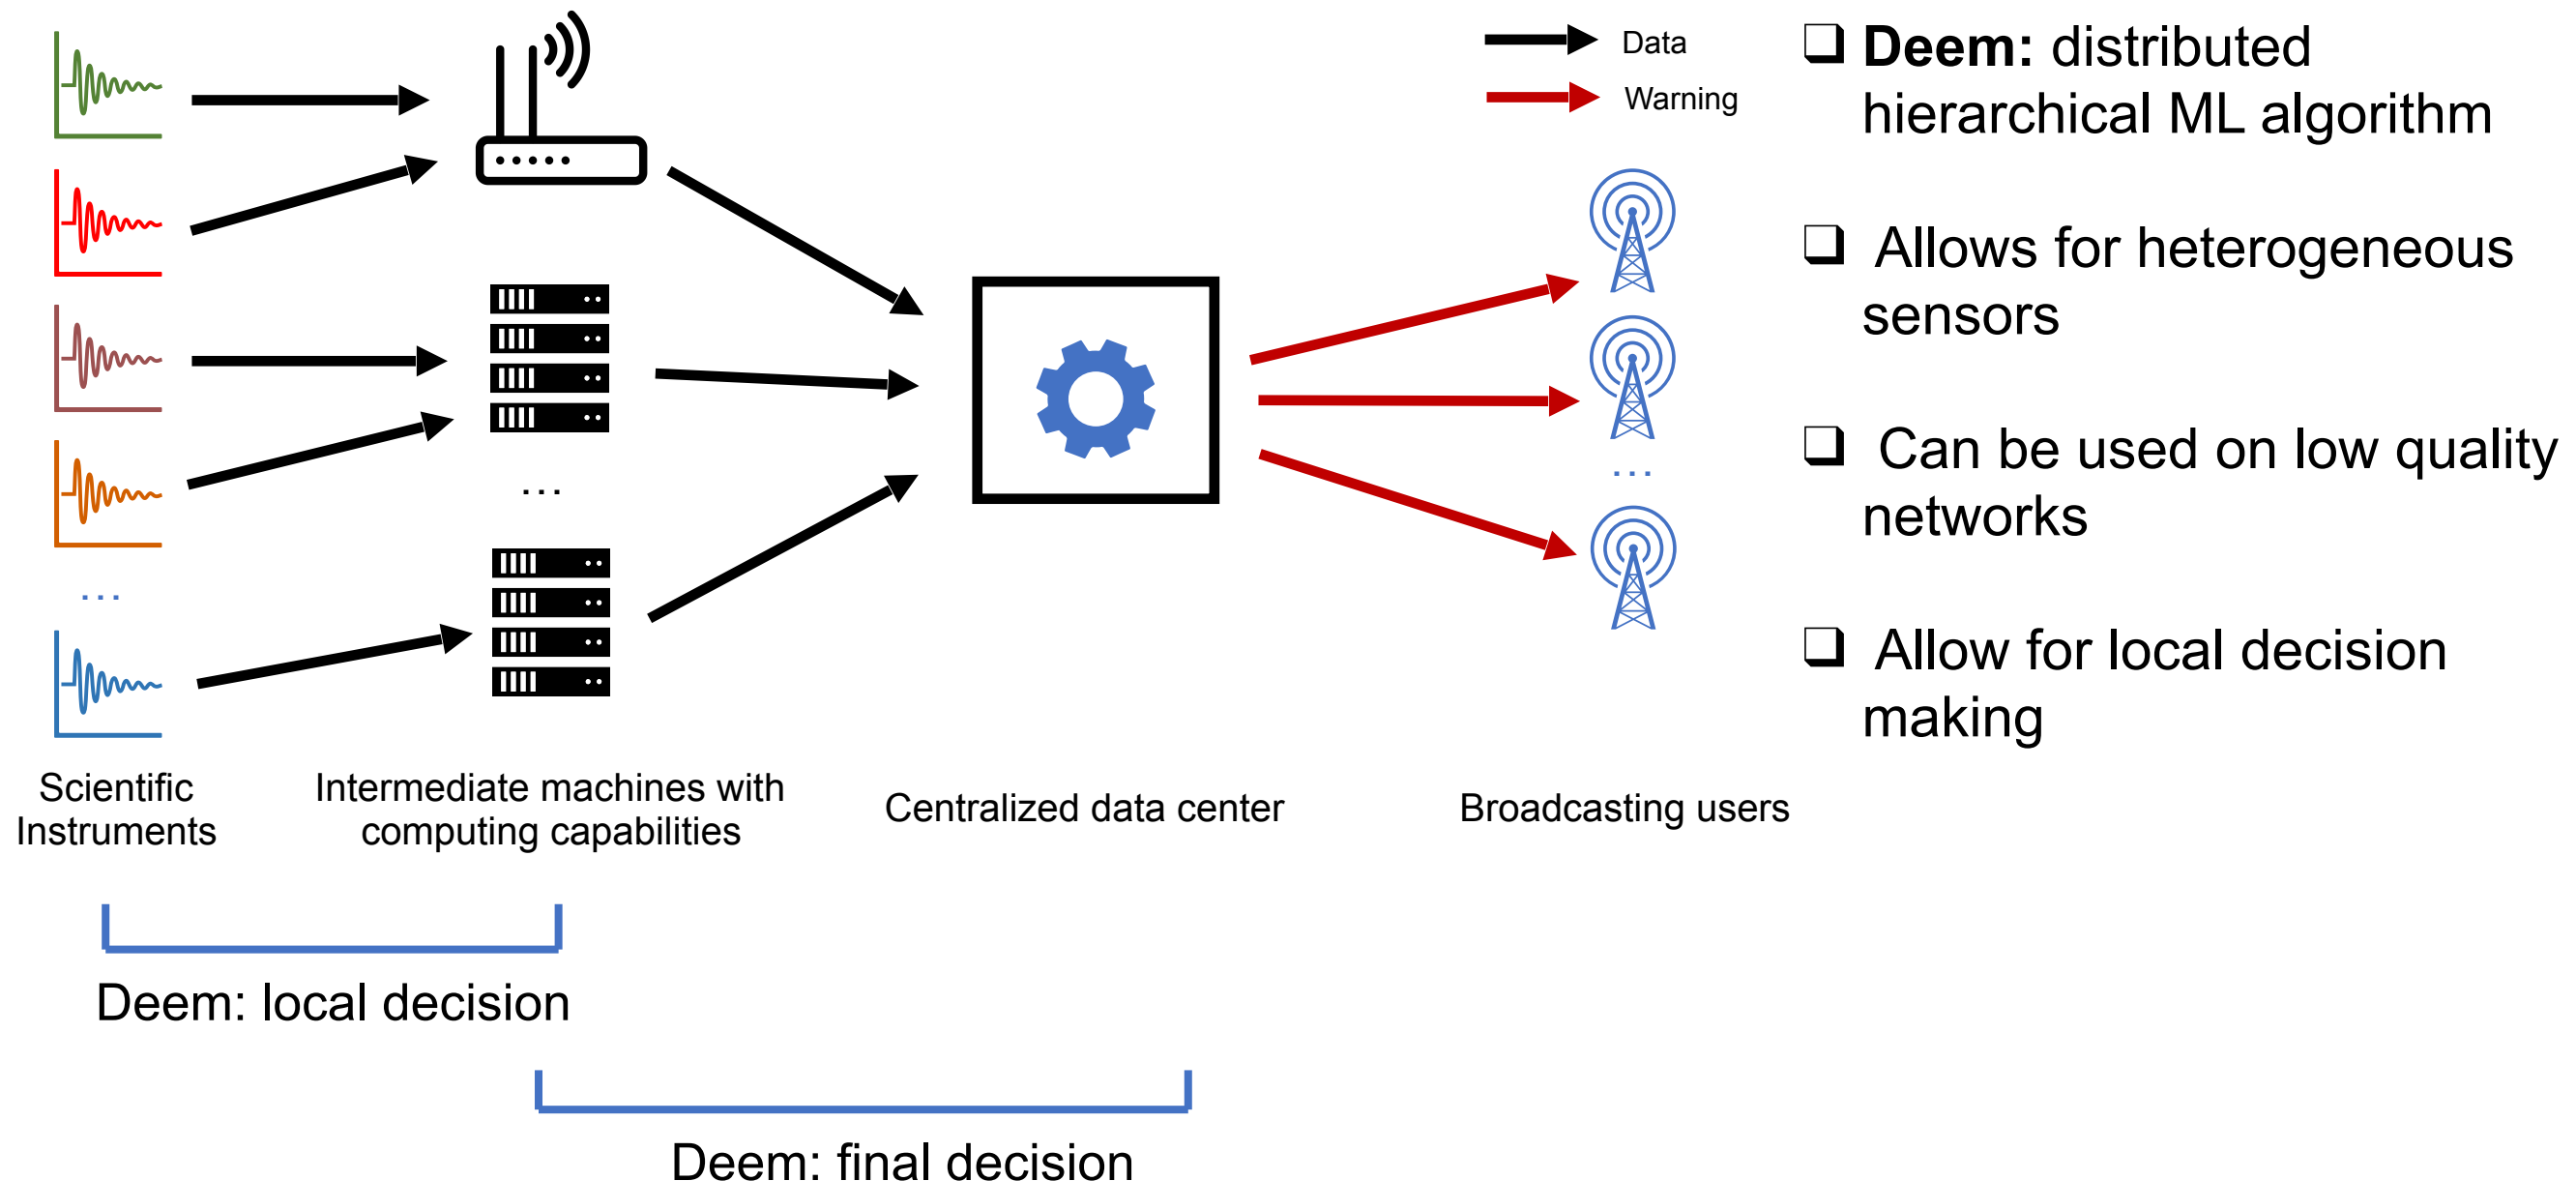 Data
Warning
Deem: distributed
hierarchical ML algorithm
Allows for heterogeneous
sensors
Can be used on low quality
networks
Allow for local decision
making
...
...
...
Scientific
Instruments
Intermediate machines with
computing capabilities
Centralized data center
Broadcasting users
Deem: local decision
Deem: final decision